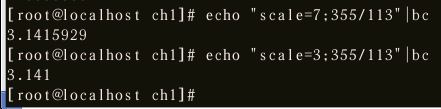 [root@localhost ch1]# echo "scale=7;355/113"|bc
3.1415929
[root@localhost ch1]# echo "scale=3;355/113"|bc
3.141
[root@localhost ch1]#